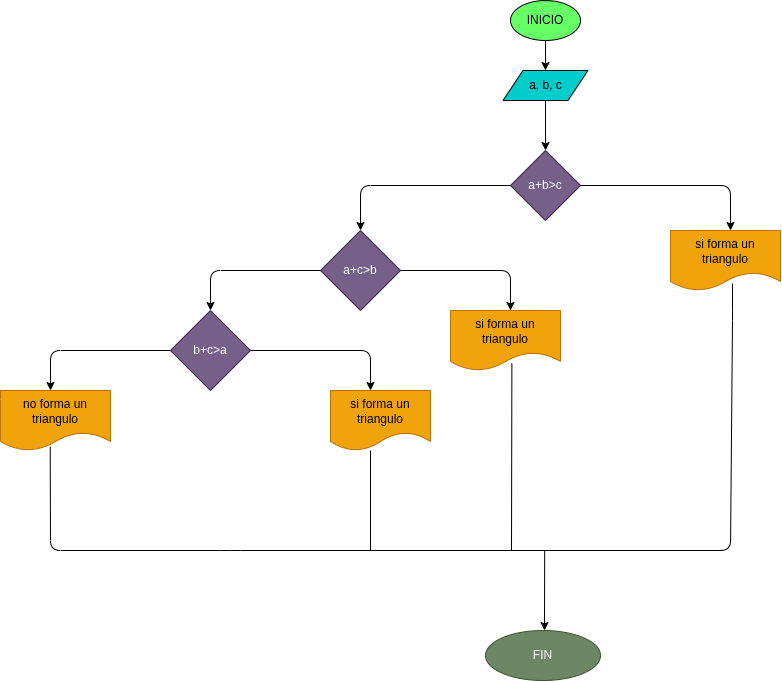 INICIO
a, b, c
a+b>c
si forma un
triangulo
a+c>b
si forma un
triangulo
b+c>a
no forma un
triangulo
si forma un
triangulo
FIN